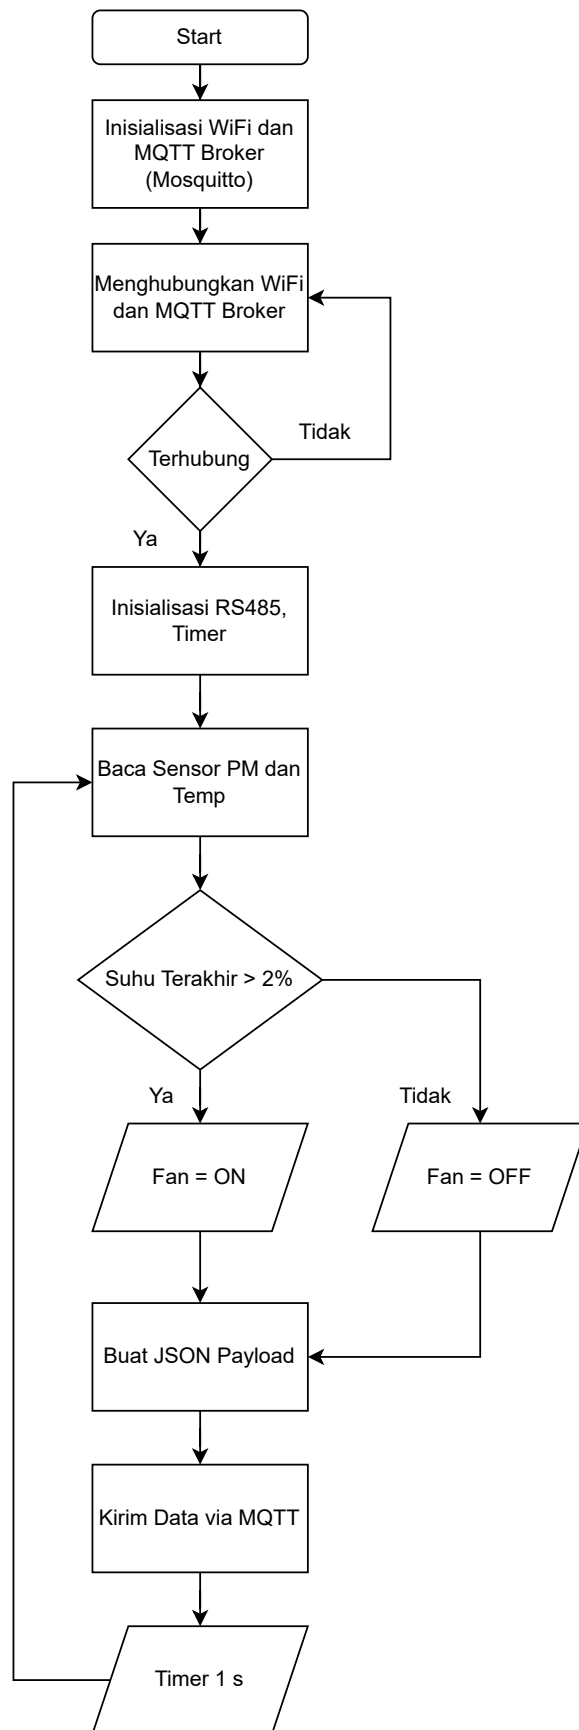 Start
Inisialisasi WiFi dan
MQTT Broker
(Mosquitto)
Menghubungkan WiFi
dan MQTT Broker
Tidak
Terhubung
Ya
Inisialisasi RS485,
Timer
Baca Sensor PM dan
Temp
Suhu Terakhir > 2%
Ya
Tidak
Fan = ON
Fan = OFF
Buat JSON Payload
Kirim Data via MQTT
Timer 1 s